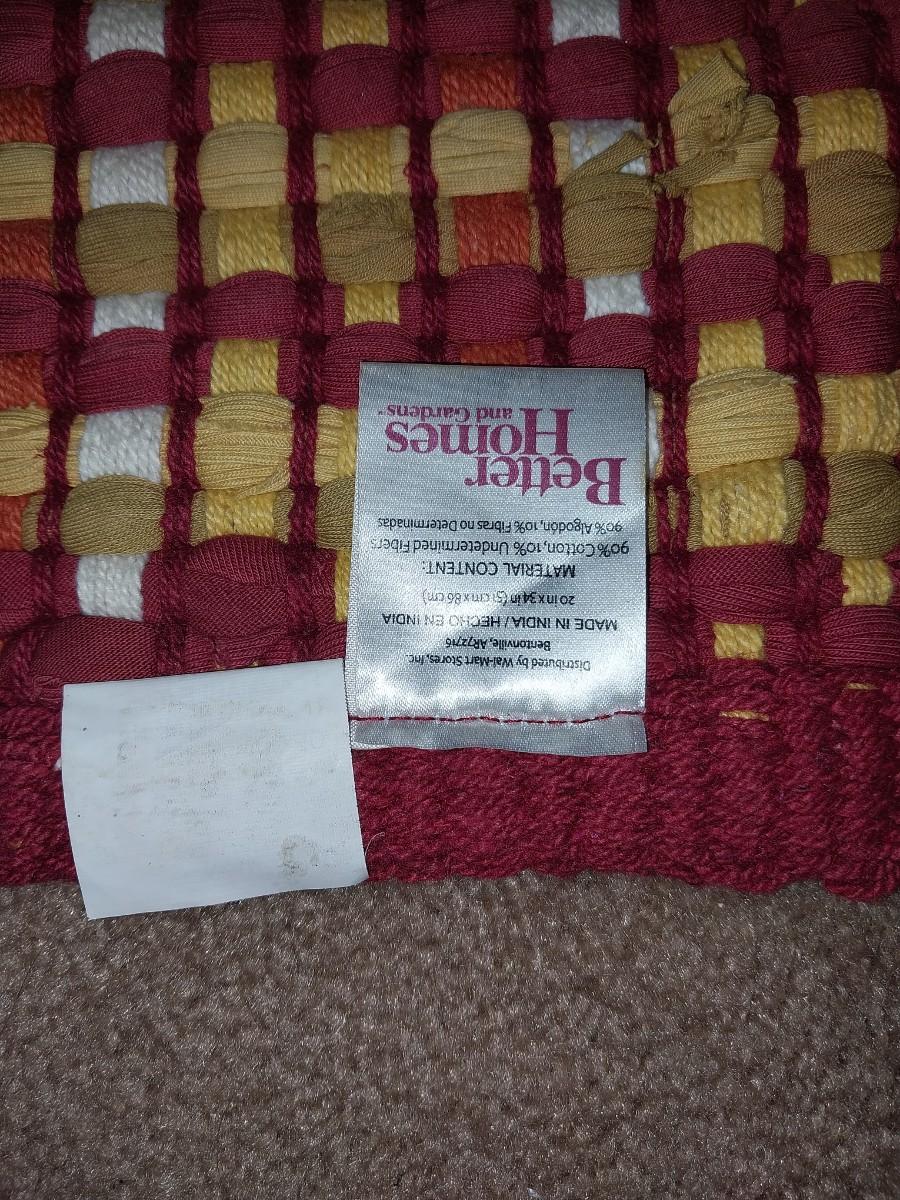 Better
Homes
and Gardens®
90% Cotton, 10% Undetermined Fibers
90% Algodón, 10% Fibras no Determinadas
MATERIAL CONTENT:
20 in x 34 in (51 cm x 86 cm)
MADE IN INDIA / HECHO EN INDIA
Distributed by Wal-Mart Stores, Inc.
Bentonville, AR 72716